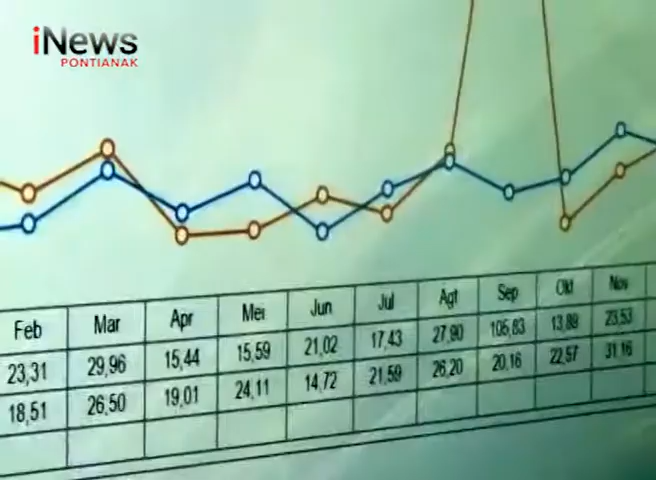 iNews
PONTIANAK
Feb Mar Apr Mei Jun Jul Agt Sep Okt Nov
23,31 29,96 15,44 15,59 21,02 17,43 27,90 105,83 13,89 23,53
18,51 26,50 19,01 24,11 14,72 21,59 26,20 20,16 22,57 31,16